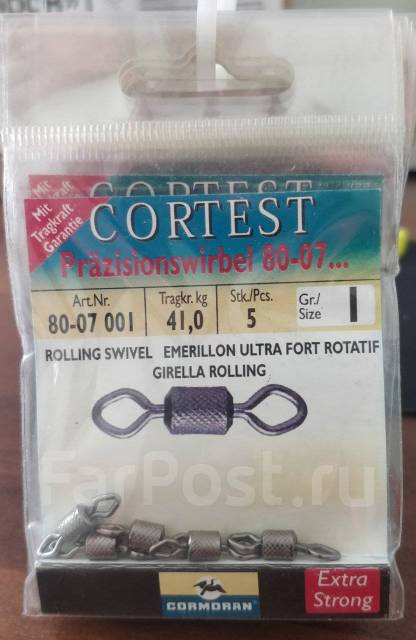 Mit
Tragkraft
Garantie
CORTEST
CORTEST
Präzisionswirbel 80-07...
Art.Nr.
80-07 001
Tragkr. kg
41,0
Stk./Pcs.
5
Gr./
Size
1
ROLLING SWIVEL EMERILLON ULTRA FORT ROTATIF
GIRELLA ROLLING
FarPost.ru
CORMORAN
Extra
Strong